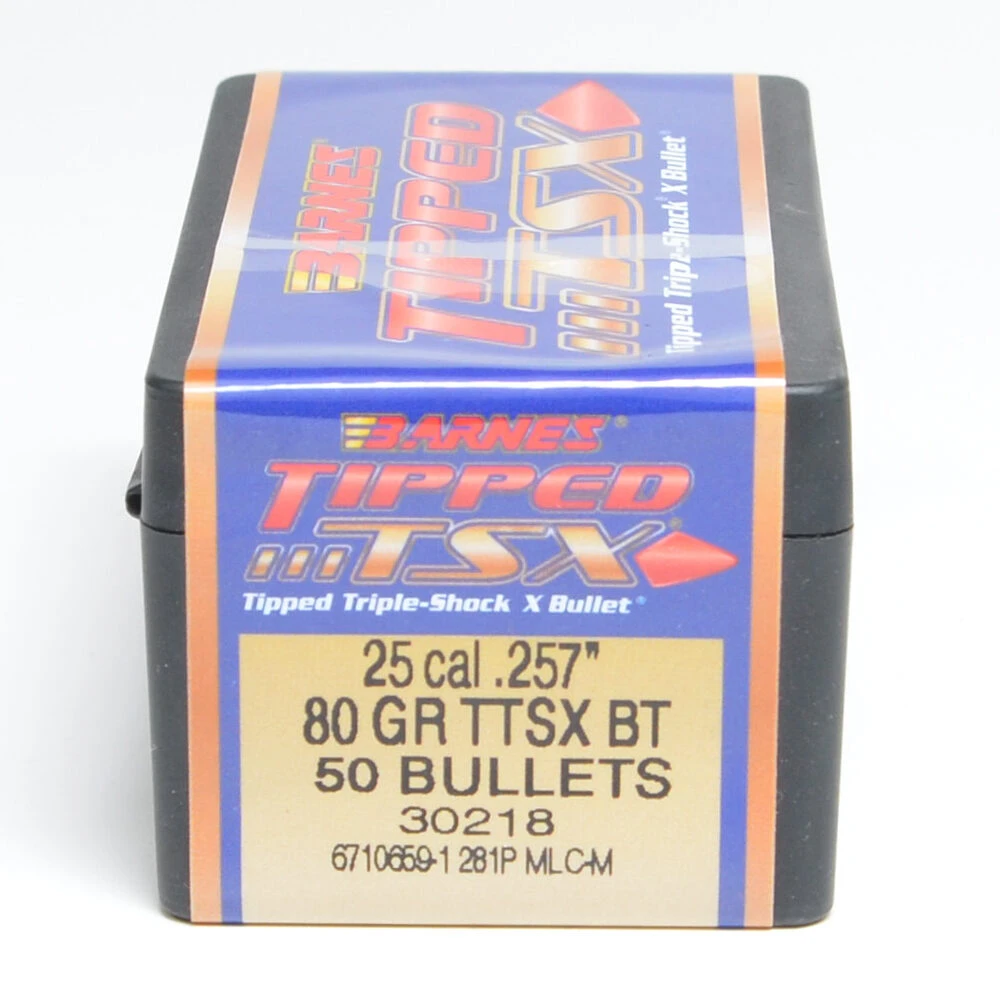 BARNES
TIPPED
TSX
Tipped Triple-Shock X Bullet
BARNES®
TIPPED
TSX®
Tipped Triple-Shock X Bullet®
25 cal .257"
80 GR TTSX BT
50 BULLETS
30218
6710659-1 281P MLC-M